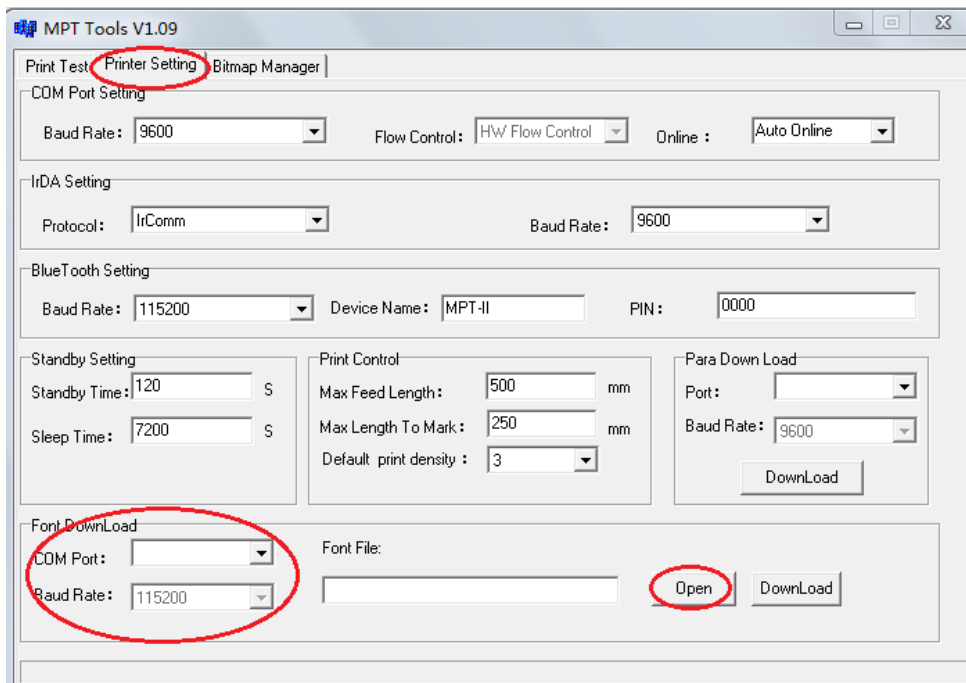 MPT Tools V1.09
Print Test Printer Setting Bitmap Manager
COM Port Setting
Baud Rate: 9600 Flow Control: HW Flow Control Online : Auto Online
IrDA Setting
Protocol: IrComm Baud Rate: 9600
BlueTooth Setting
Baud Rate: 115200 Device Name: MPT-II PIN: 0000
Standby Setting Print Control Para Down Load
Standby Time: 120 S Max Feed Length: 500 mm Port:
Sleep Time: 7200 S Max Length To Mark: 250 mm Baud Rate: 9600
Default print density : 3
DownLoad
Font DownLoad
COM Port: Font File:
Baud Rate: 115200 Open DownLoad